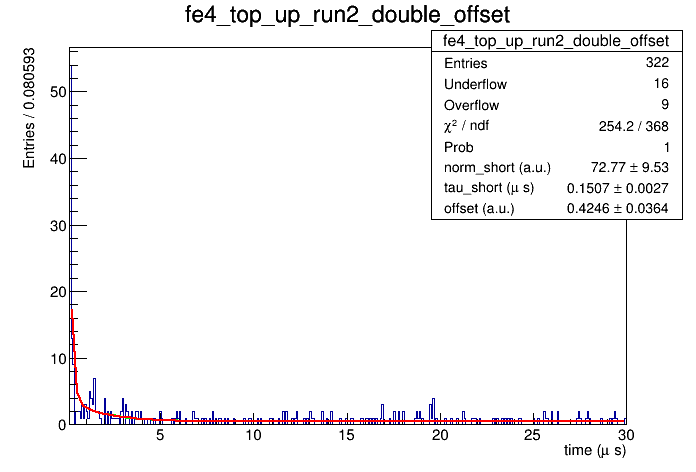 fe4_top_up_run2_double_offset
fe4_top_up_run2_double_offset
Entries 322
Underflow 16
Overflow 9
χ² / ndf 254.2 / 368
Prob 1
norm_short (a.u.) 72.77 ± 9.53
tau_short (μ s) 0.1507 ± 0.0027
offset (a.u.) 0.4246 ± 0.0364
Entries / 0.080593
50
40
30
20
10
0
5 10 15 20 25 30
time (μ s)